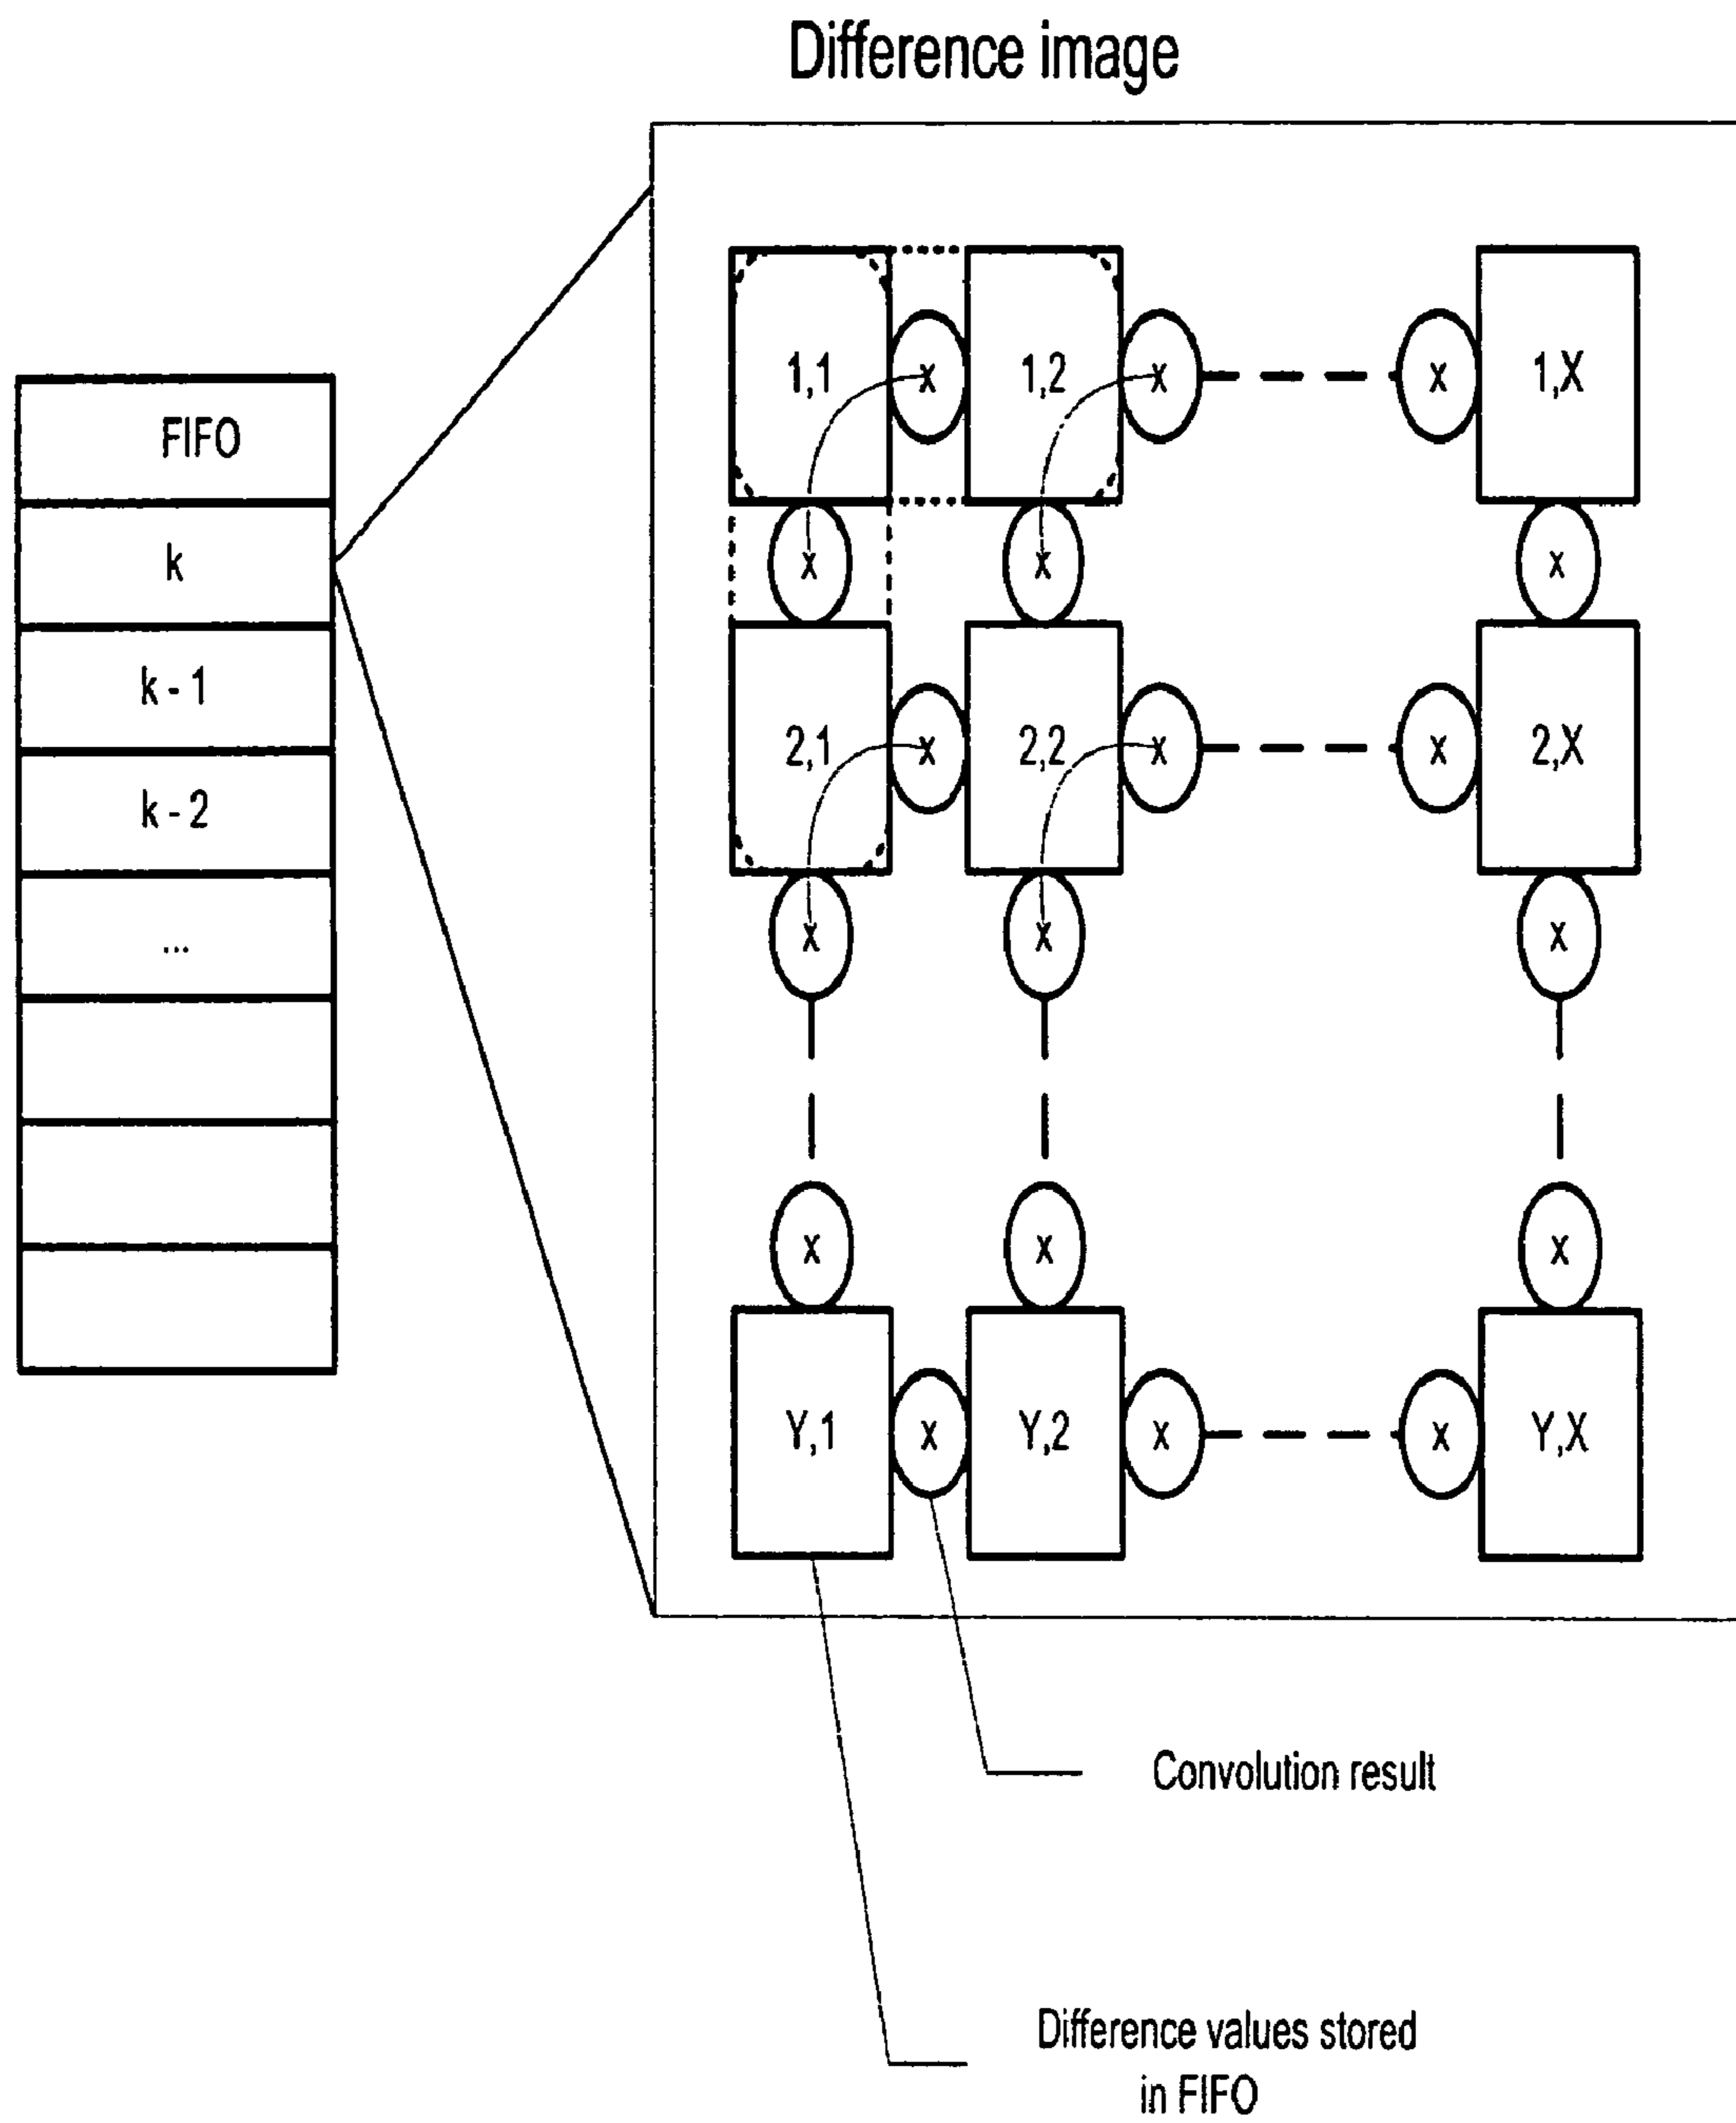 Difference image
FIFO
k
k - 1
k - 2
...
1,1 x 1,2 x x 1,X
x x x
2,1 x 2,2 x x 2,X
x x x
x x x
Y,1 x Y,2 x x Y,X
Convolution result
Difference values stored
in FIFO